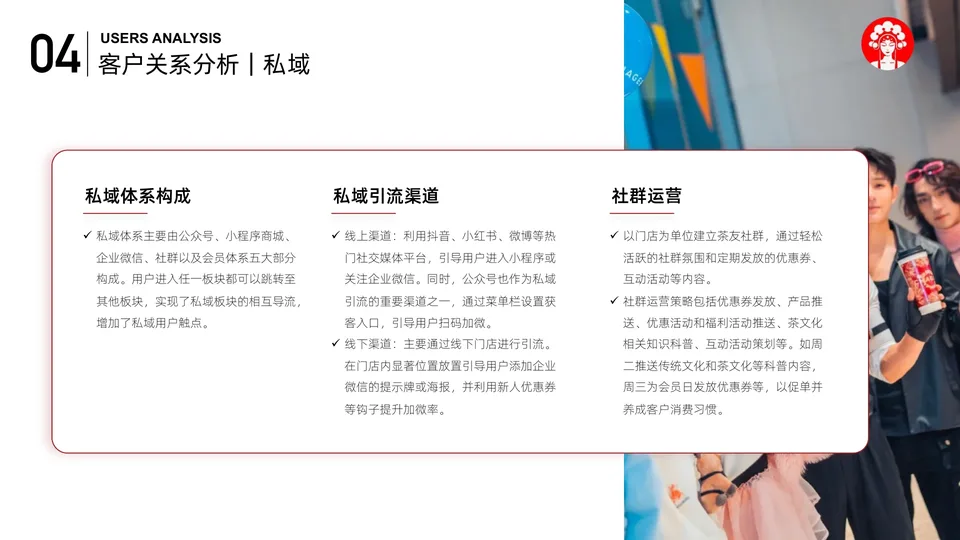 04
USERS ANALYSIS
客户关系分析｜私域
私域体系构成
✓ 私域体系主要由公众号、小程序商城、
企业微信、社群以及会员体系五大部分
构成。用户进入任一板块都可以跳转至
其他板块，实现了私域板块的相互导流，
增加了私域用户触点。
私域引流渠道
✓ 线上渠道：利用抖音、小红书、微博等热
门社交媒体平台，引导用户进入小程序或
关注企业微信。同时，公众号也作为私域
引流的重要渠道之一，通过菜单栏设置获
客入口，引导用户扫码加微。
✓ 线下渠道：主要通过线下门店进行引流。
在门店内显著位置放置引导用户添加企业
微信的提示牌或海报，并利用新人优惠券
等钩子提升加微率。
社群运营
✓ 以门店为单位建立茶友社群，通过轻松
活跃的社群氛围和定期发放的优惠券、
互动活动等内容。
✓ 社群运营策略包括优惠券发放、产品推
送、优惠活动和福利活动推送、茶文化
相关知识科普、互动活动策划等。如周
二推送传统文化和茶文化等科普内容，
周三为会员日发放优惠券等，以促单并
养成客户消费习惯。